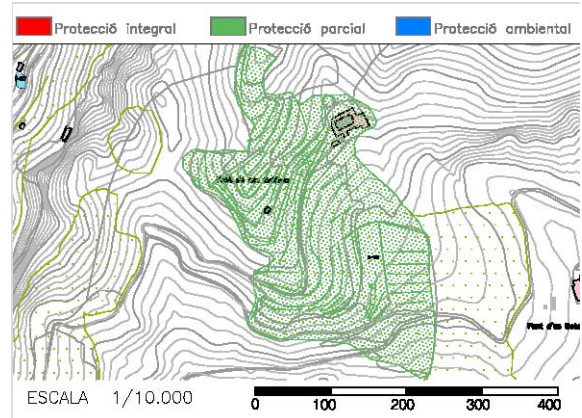 Protecció integral Protecció parcial Protecció ambiental
ESCALA 1/10.000
0 100 200 300 400